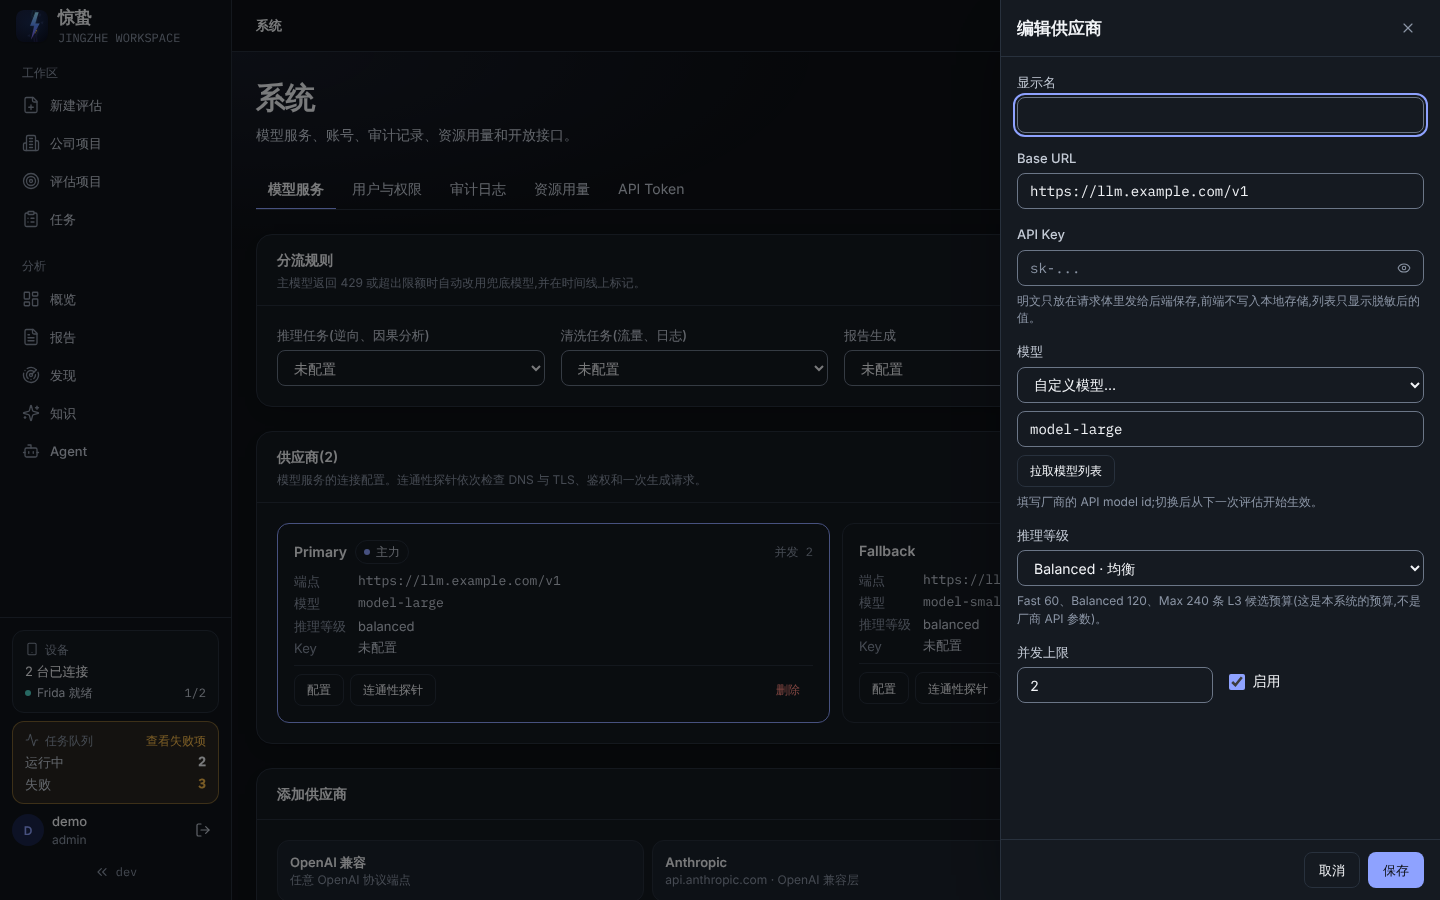 惊蛰
JINGZHE WORKSPACE
工作区
新建评估
公司项目
评估项目
任务
分析
概览
报告
发现
知识
Agent
设备
2 台已连接
Frida 就绪 1/2
任务队列 查看失败项
运行中 2
失败 3
D
demo
admin
dev
系统
系统
模型服务、账号、审计记录、资源用量和开放接口。
模型服务 用户与权限 审计日志 资源用量 API Token
分流规则
主模型返回 429 或超出限额时自动改用兜底模型,并在时间线上标记。
推理任务(逆向、因果分析) 清洗任务(流量、日志) 报告生成
未配置 未配置 未配置
供应商(2)
模型服务的连接配置。连通性探针依次检查 DNS 与 TLS、鉴权和一次生成请求。
Primary 主力 并发 2
端点 https://llm.example.com/v1
模型 model-large
推理等级 balanced
Key 未配置
配置 连通性探针 删除
Fallback
端点 https://ll
模型 model-smal
推理等级 balanced
Key 未配置
配置 连通性探针
添加供应商
OpenAI 兼容
任意 OpenAI 协议端点
Anthropic
api.anthropic.com · OpenAI 兼容层
编辑供应商
显示名
Base URL
https://llm.example.com/v1
API Key
sk-...
明文只放在请求体里发给后端保存,前端不写入本地存储,列表只显示脱敏后的
值。
模型
自定义模型...
model-large
拉取模型列表
填写厂商的 API model id;切换后从下一次评估开始生效。
推理等级
Balanced · 均衡
Fast 60、Balanced 120、Max 240 条 L3 候选预算(这是本系统的预算,不是
厂商 API 参数)。
并发上限
2 启用
取消 保存